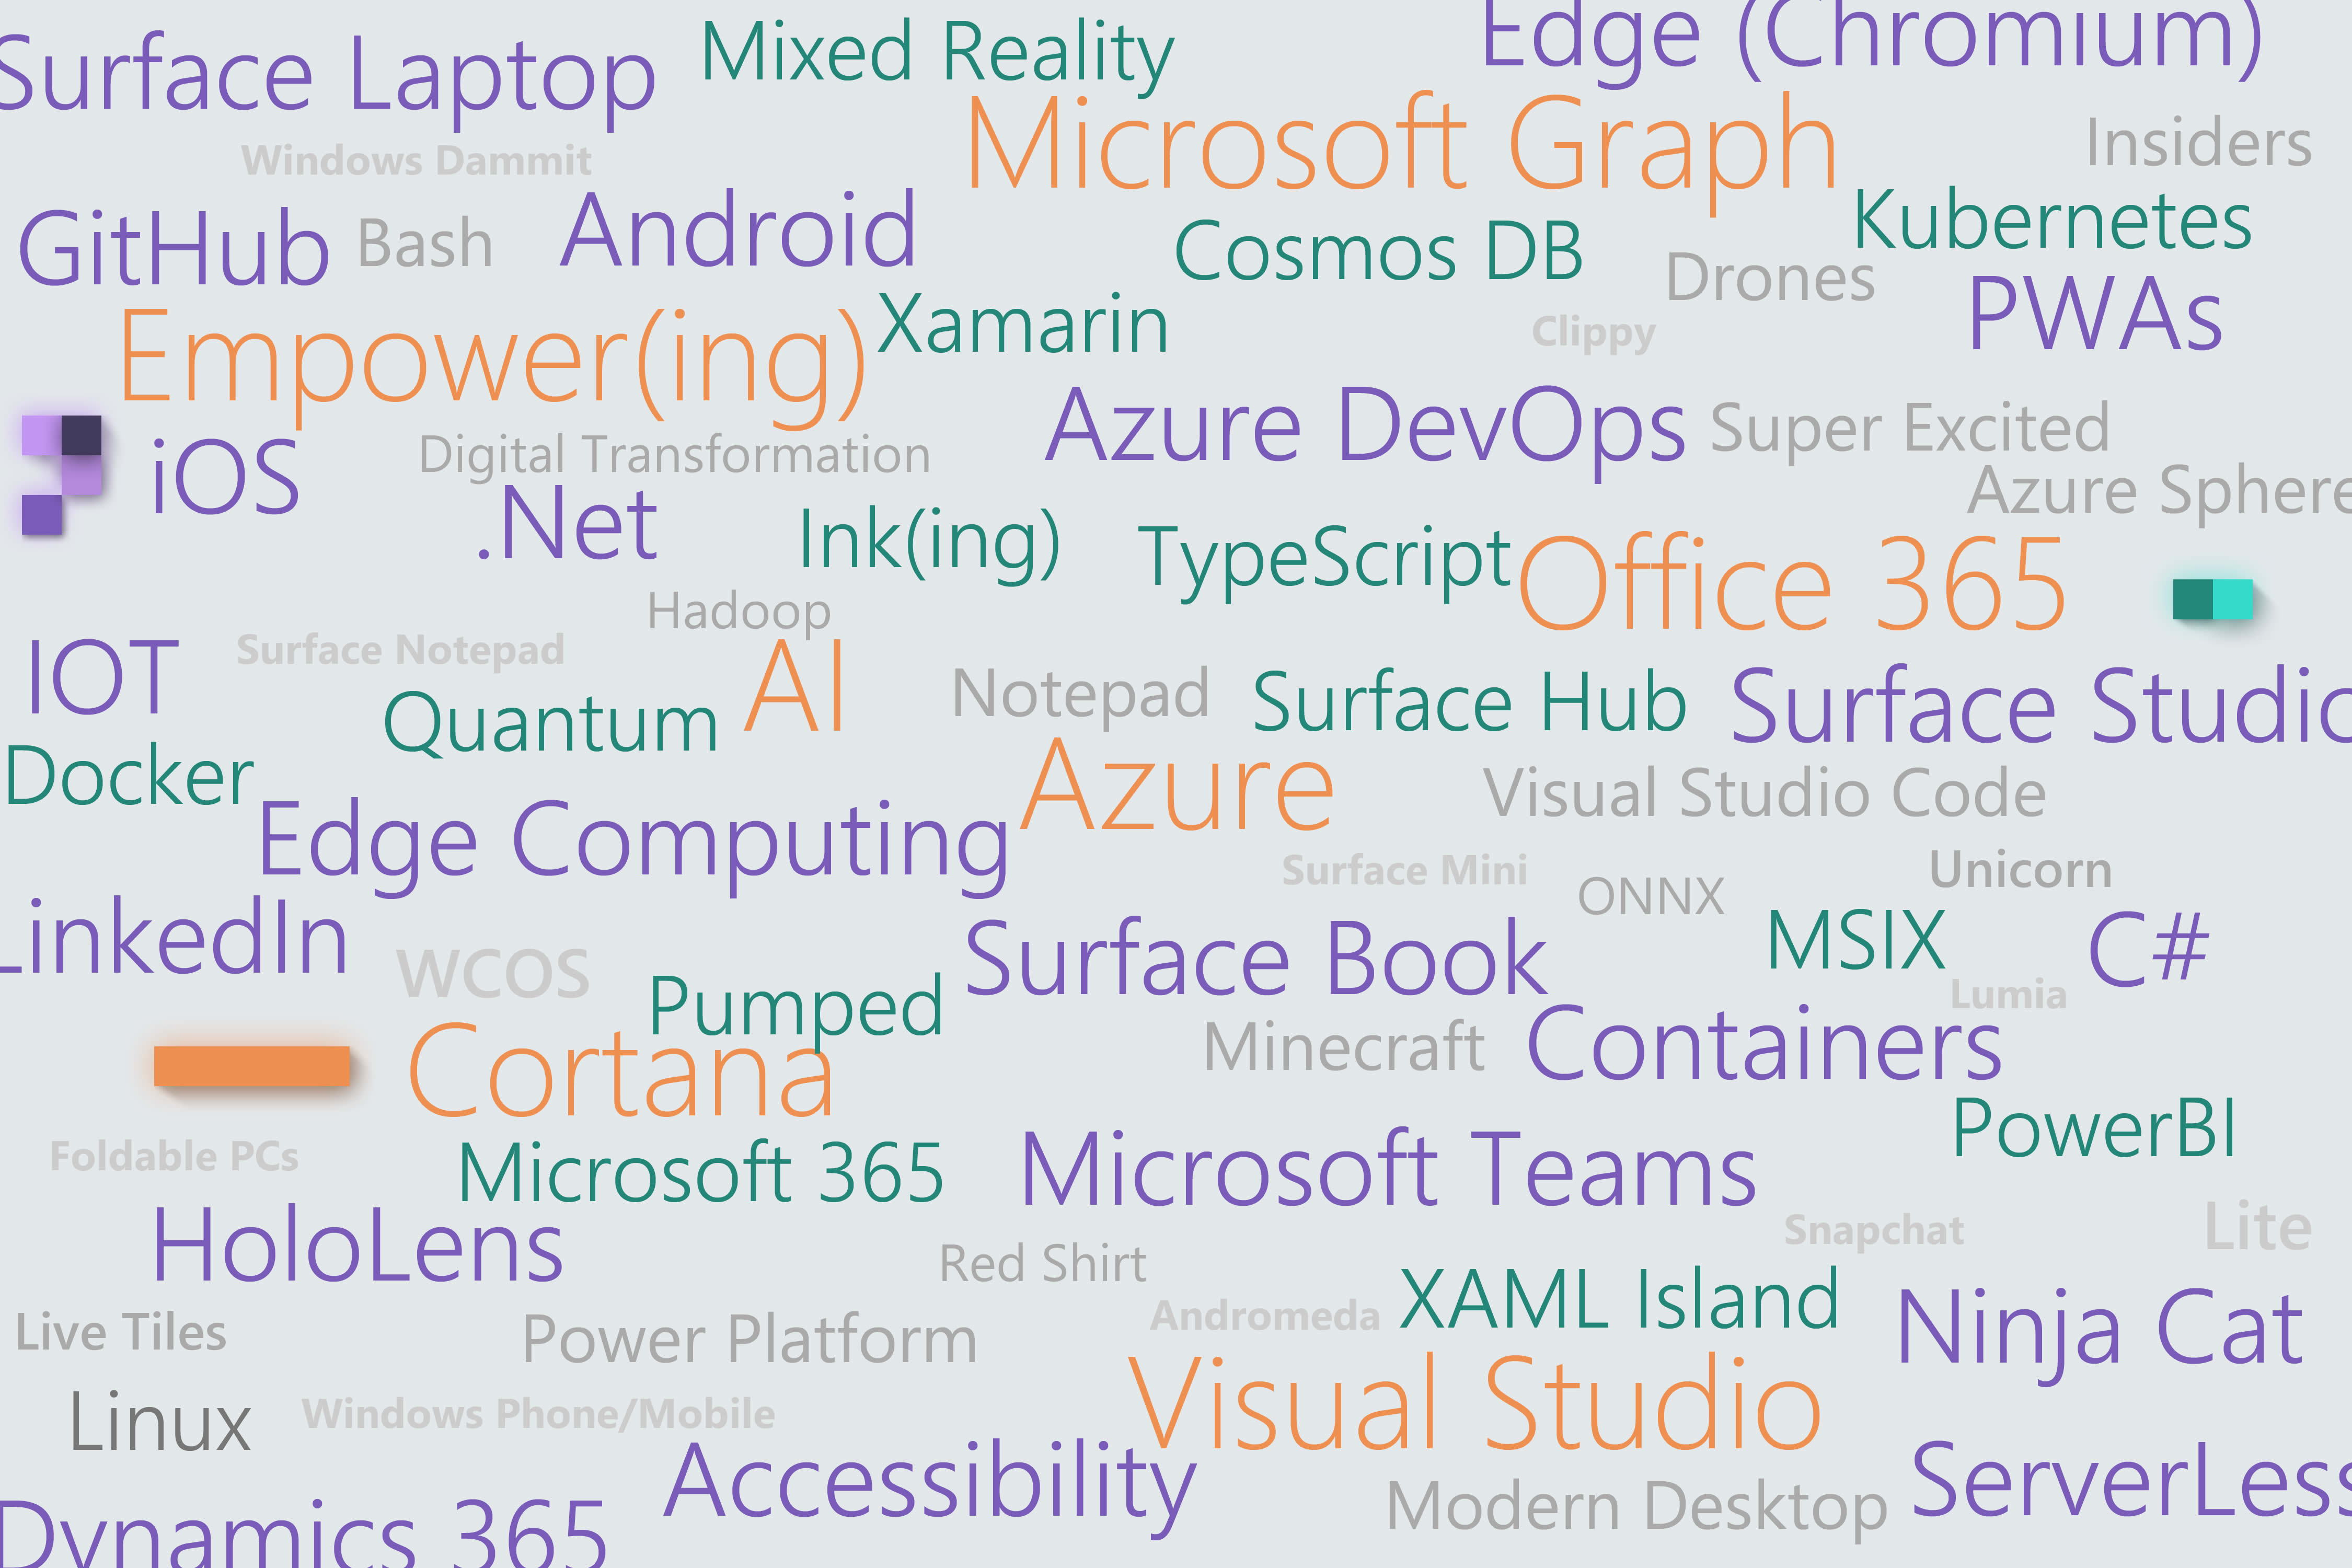 Surface Laptop
Mixed Reality
Edge (Chromium)
Microsoft Graph
Insiders
Windows Dammit
GitHub
Bash
Android
Cosmos DB
Kubernetes
Drones
PWAs
Empower(ing)
Xamarin
Clippy
iOS
Digital Transformation
Azure DevOps
Super Excited
Azure Sphere
.Net
Ink(ing)
TypeScript
Office 365
Hadoop
IOT
Surface Notepad
AI
Quantum
Notepad
Surface Hub
Surface Studio
Docker
Azure
Visual Studio Code
Edge Computing
Surface Mini
ONNX
Unicorn
LinkedIn
WCOS
Pumped
Surface Book
MSIX
C#
Lumia
Cortana
Minecraft
Containers
PowerBI
Foldable PCs
Microsoft 365
Microsoft Teams
HoloLens
Red Shirt
Snapchat
Lite
Live Tiles
Power Platform
Andromeda
XAML Island
Ninja Cat
Linux
Windows Phone/Mobile
Visual Studio
Accessibility
Modern Desktop
ServerLess
Dynamics 365